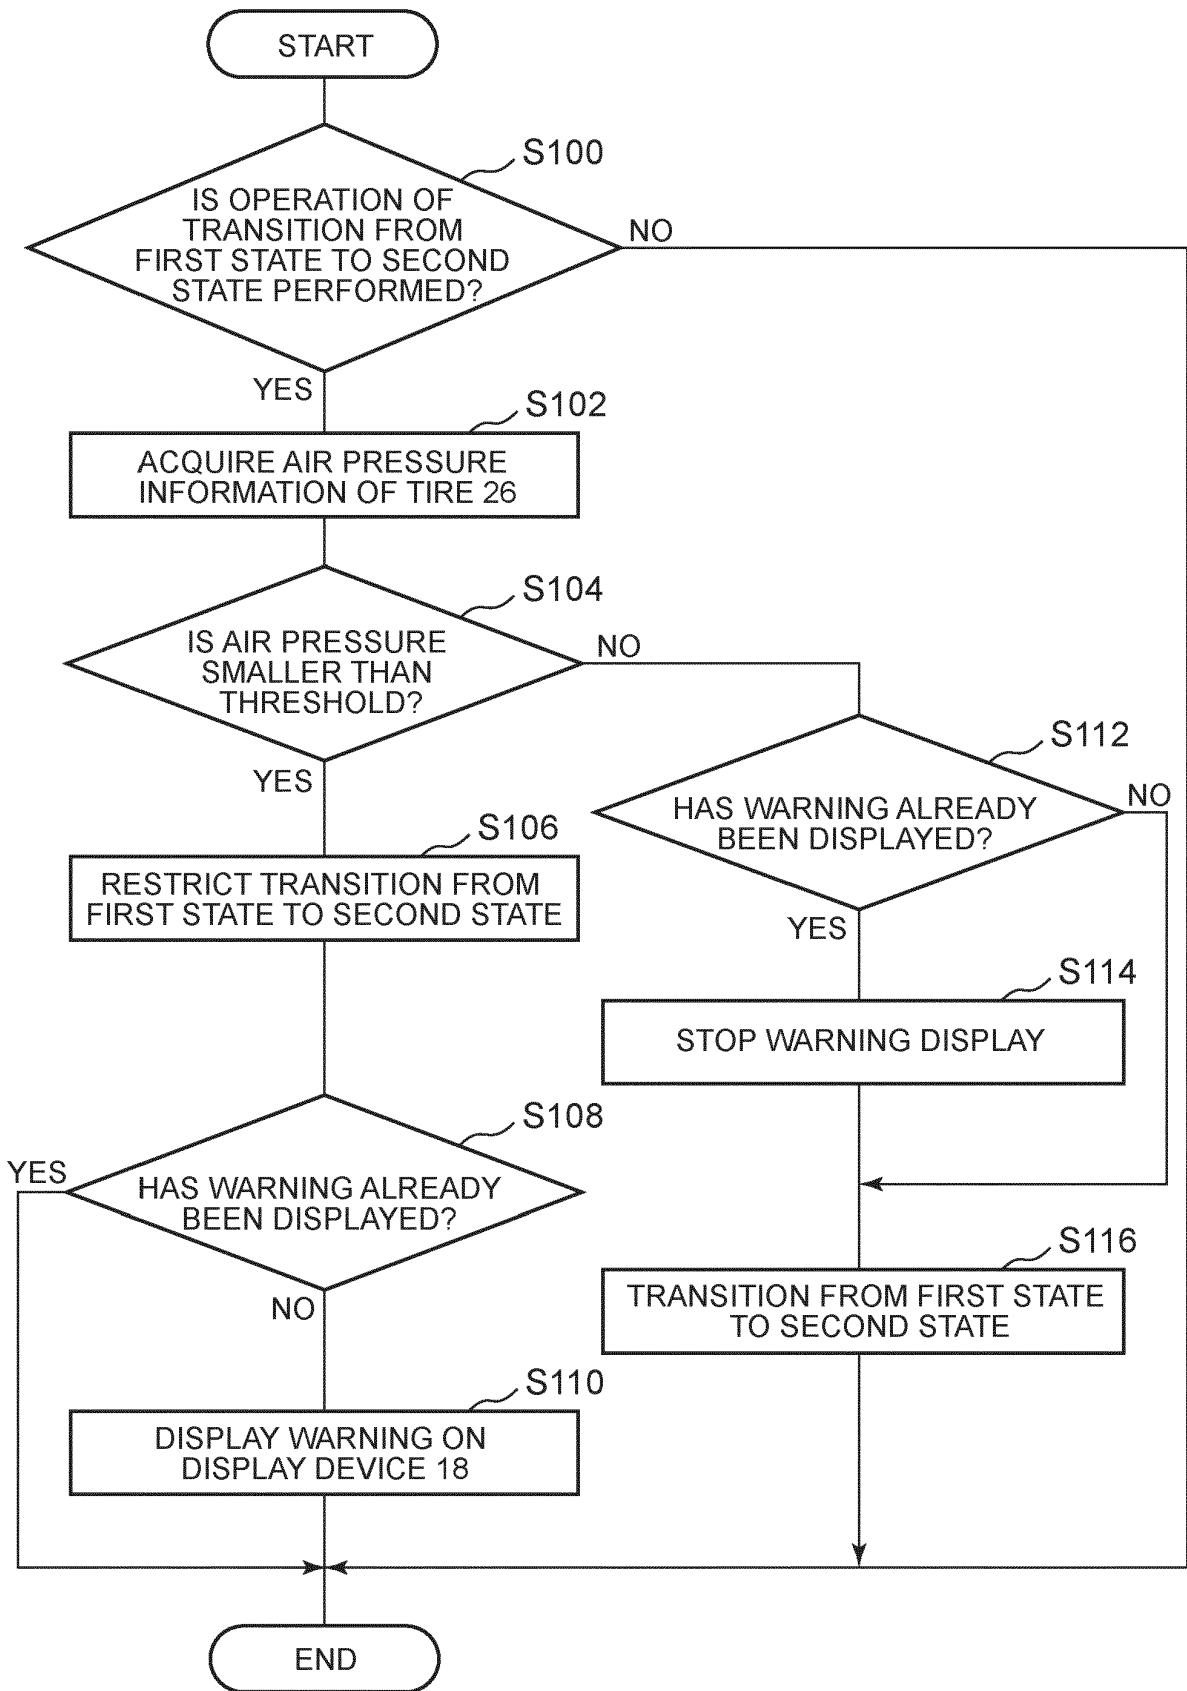 START
S100
IS OPERATION OF
TRANSITION FROM
FIRST STATE TO SECOND
STATE PERFORMED?
NO
YES
S102
ACQUIRE AIR PRESSURE
INFORMATION OF TIRE 26
S104
IS AIR PRESSURE
SMALLER THAN
THRESHOLD?
NO
YES
S112
HAS WARNING ALREADY
BEEN DISPLAYED?
NO
YES
S106
RESTRICT TRANSITION FROM
FIRST STATE TO SECOND STATE
S114
STOP WARNING DISPLAY
S108
YES
HAS WARNING ALREADY
BEEN DISPLAYED?
NO
S116
TRANSITION FROM FIRST STATE
TO SECOND STATE
S110
DISPLAY WARNING ON
DISPLAY DEVICE 18
END